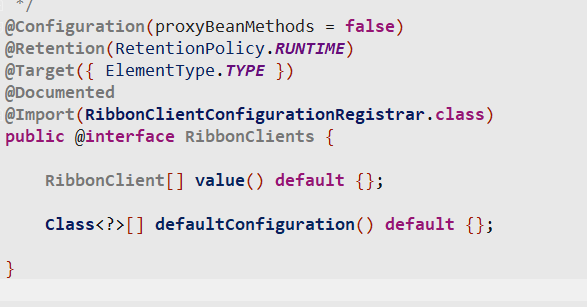 */
@Configuration(proxyBeanMethods = false)
@Retention(RetentionPolicy.RUNTIME)
@Target({ ElementType.TYPE })
@Documented
@Import(RibbonClientConfigurationRegistrar.class)
public @interface RibbonClients {
RibbonClient[] value() default {};
Class<?>[] defaultConfiguration() default {};
}